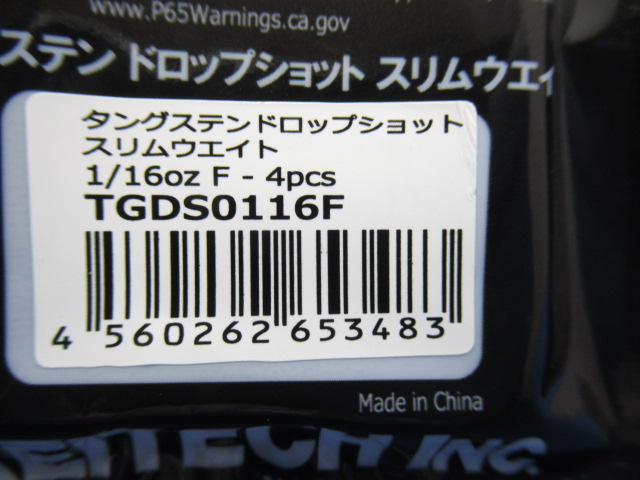 www.P65Warnings.ca.gov
ステン ドロップショット スリムウエイ
タングステンドロップショット
スリムウエイト
1/16oz F - 4pcs
TGDS0116F
4 560262 653483
Made in China
EITECH INC.